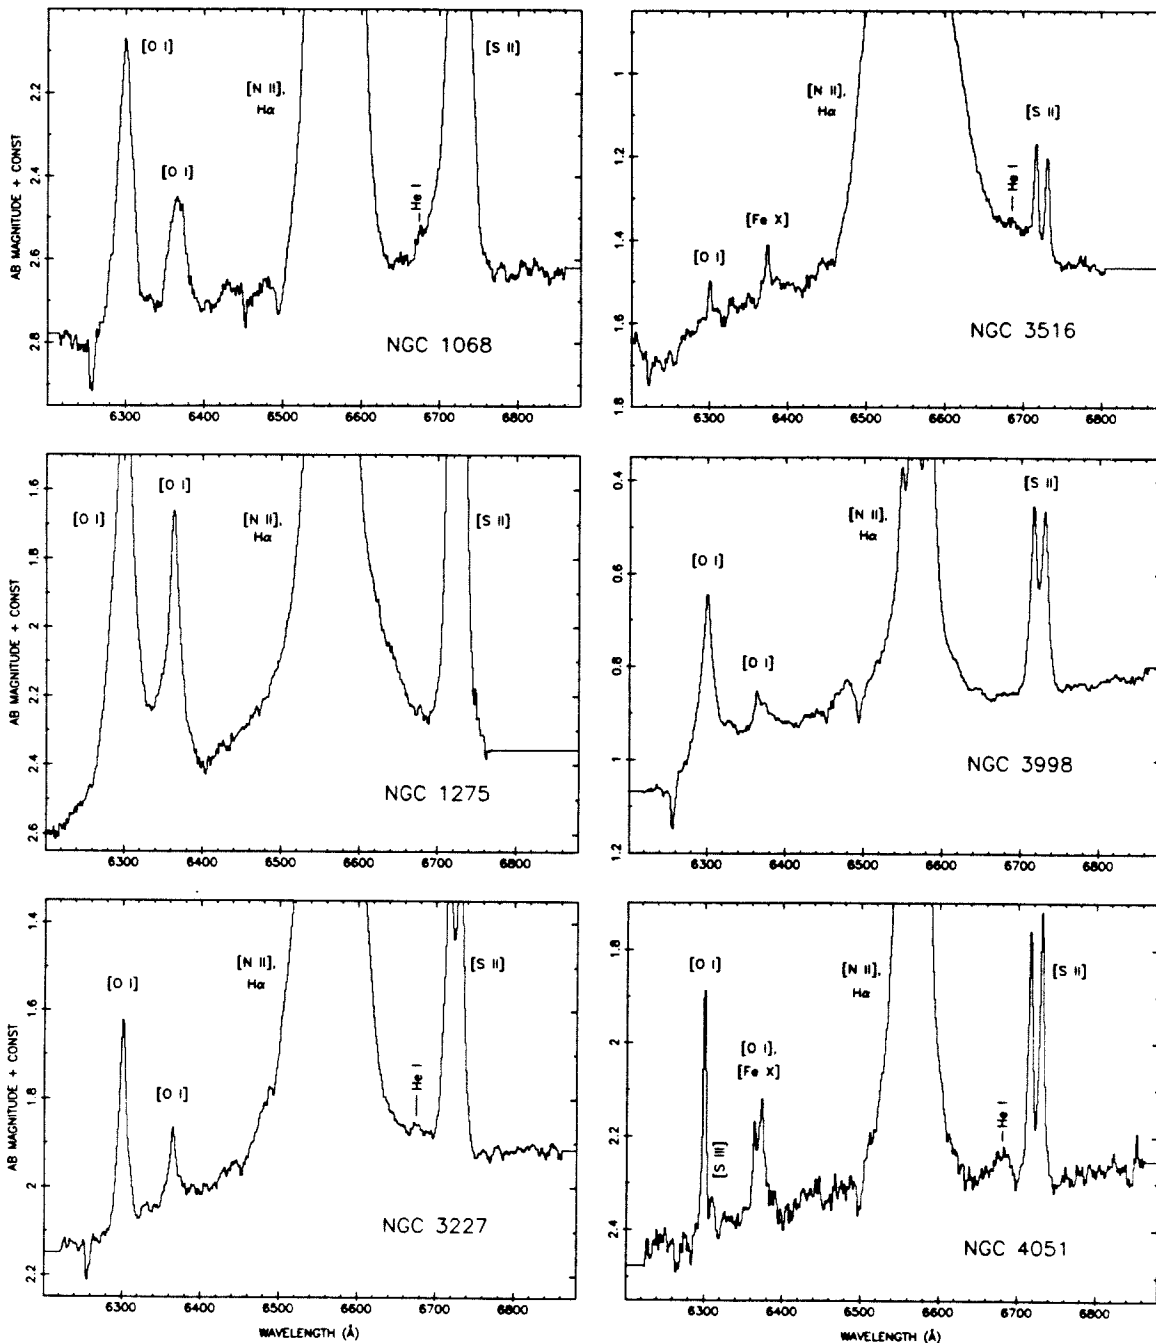 AB MAGNITUDE + CONST
2.2
2.4
2.6
2.8
[O I]
[O I]
[N II],
Hα
He I
[S II]
NGC 1068
6300 6400 6500 6600 6700 6800
1
1.2
1.4
1.6
1.8
[O I]
[Fe X]
[N II],
Hα
He I
[S II]
NGC 3516
6300 6400 6500 6600 6700 6800
AB MAGNITUDE + CONST
1.6
1.8
2
2.2
2.4
2.6
[O I]
[O I]
[N II],
Hα
[S II]
NGC 1275
6300 6400 6500 6600 6700 6800
0.4
0.6
0.8
1
1.2
[O I]
[O I]
[N II],
Hα
[S II]
NGC 3998
6300 6400 6500 6600 6700 6800
AB MAGNITUDE + CONST
1.4
1.6
1.8
2
2.2
[O I]
[O I]
[N II],
Hα
He I
[S II]
NGC 3227
6300 6400 6500 6600 6700 6800
WAVELENGTH (Å)
1.8
2
2.2
2.4
[O I]
[S III]
[O I],
[Fe X]
[N II],
Hα
He I
[S II]
NGC 4051
6300 6400 6500 6600 6700 6800
WAVELENGTH (Å)